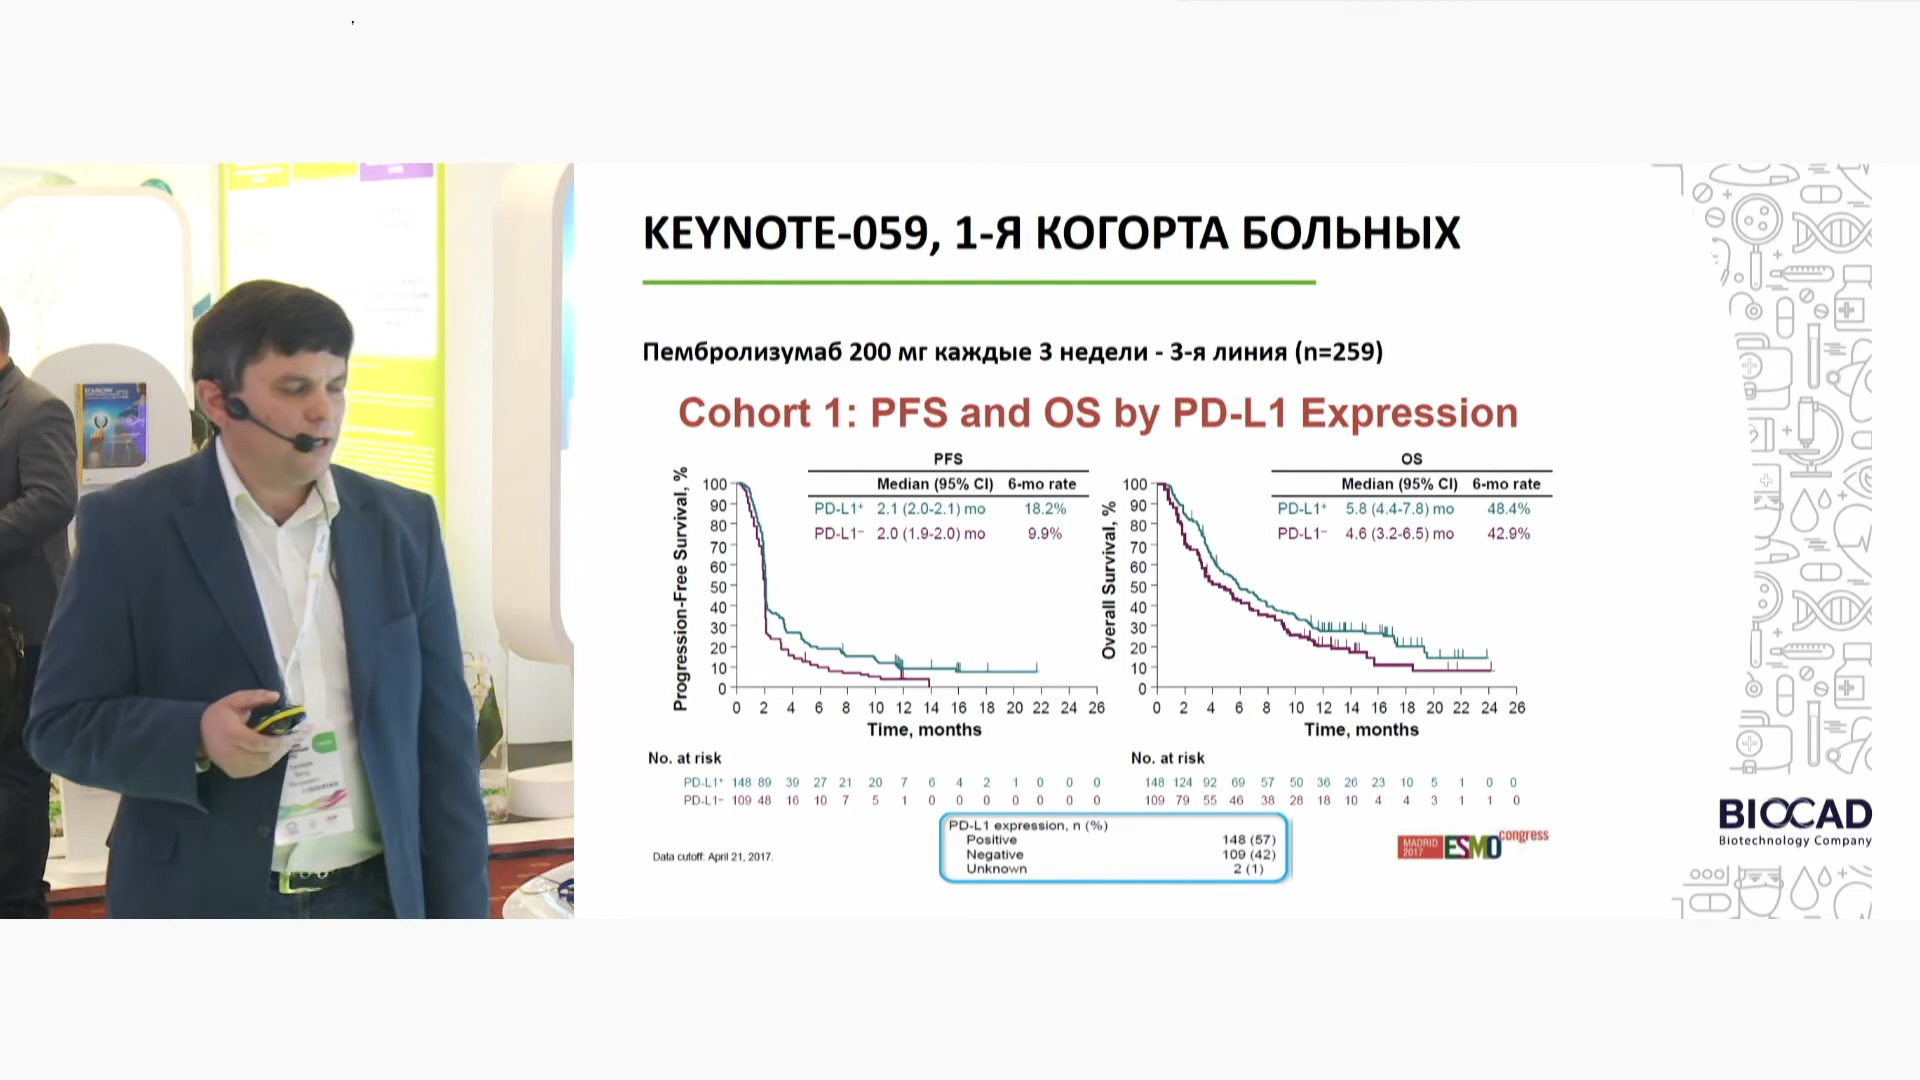 KEYNOTE-059, 1-Я КОГОРТА БОЛЬНЫХ
Пембролизумаб 200 мг каждые 3 недели - 3-я линия (n=259)
Cohort 1: PFS and OS by PD-L1 Expression
PFS
Median (95% CI) 6-mo rate
PD-L1+ 2.1 (2.0-2.1) mo 18.2%
PD-L1− 2.0 (1.9-2.0) mo 9.9%
Progression-Free Survival, %
100
90
80
70
60
50
40
30
20
10
0
0 2 4 6 8 10 12 14 16 18 20 22 24 26
Time, months
No. at risk
PD-L1+ 148 89 39 27 21 20 7 6 4 2 1 0 0 0
PD-L1− 109 48 16 10 7 5 1 0 0 0 0 0 0 0
OS
Median (95% CI) 6-mo rate
PD-L1+ 5.8 (4.4-7.8) mo 48.4%
PD-L1− 4.6 (3.2-6.5) mo 42.9%
Overall Survival, %
100
90
80
70
60
50
40
30
20
10
0
0 2 4 6 8 10 12 14 16 18 20 22 24 26
Time, months
No. at risk
148 124 92 69 57 50 36 26 23 10 5 1 0 0
109 79 55 46 38 28 18 10 4 4 3 1 1 0
PD-L1 expression, n (%)
Positive 148 (57)
Negative 109 (42)
Unknown 2 (1)
Data cutoff: April 21, 2017.
MADRID
2017
ESMO congress
BIOCAD
Biotechnology Company